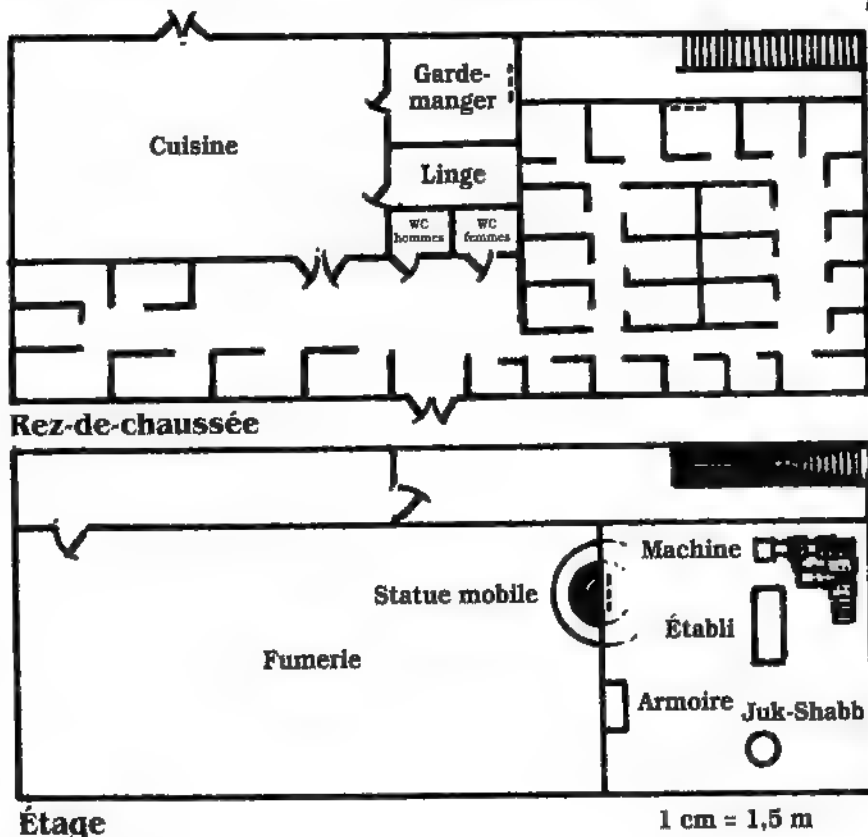 Garde-
manger
Cuisine
Linge
WC
hommes
WC
femmes
Rez-de-chaussée
Machine
Statue mobile
Établi
Fumerie
Armoire
Juk-Shabb
Étage
1 cm = 1,5 m